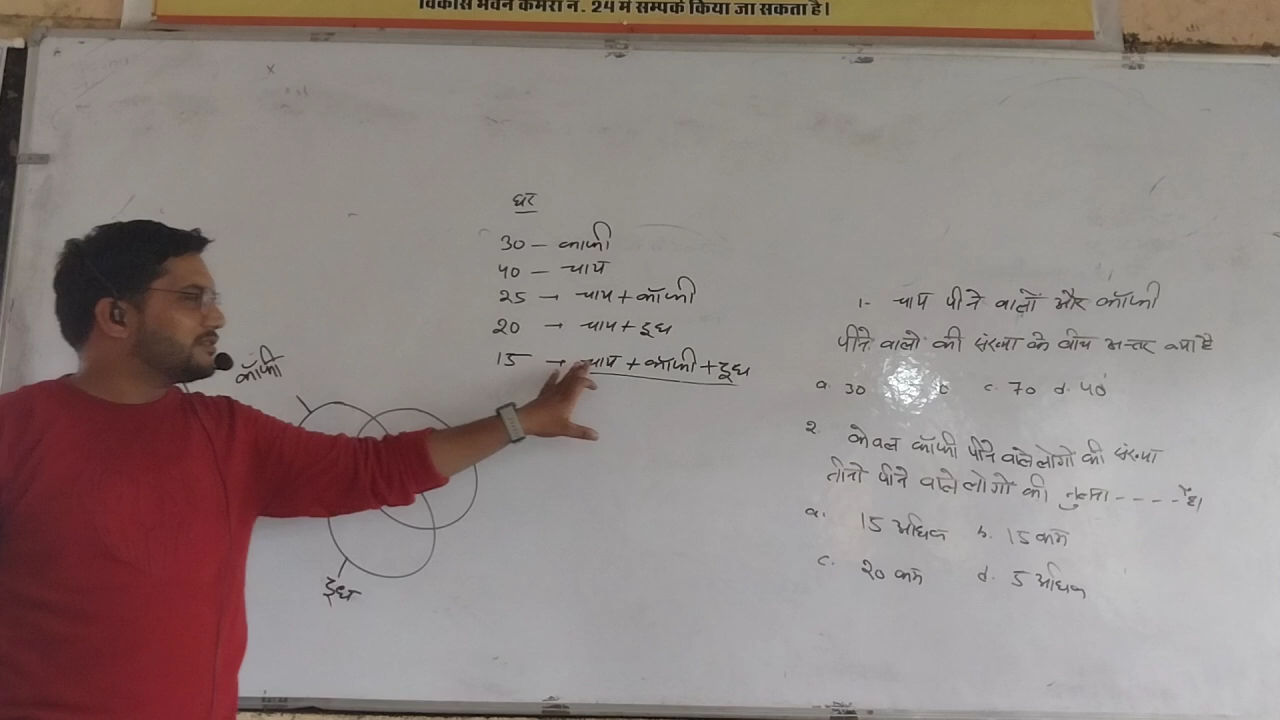 विकास भवन कमरा नं. 24 में सम्पर्क किया जा सकता है।
घर
30 — काफी
40 — चाय
25 → चाय + कॉफी
20 → चाय + दूध
15 → चाय + कॉफी + दूध
कॉफी
दूध
1- चाय पीने वालों और कॉफी
पीने वालो की संख्या के बीच अन्तर क्या है
a. 30 c. 70 d. 40
2. केवल कॉफी पीने वाले लोगों की संख्या
तीनो पीने वाले लोगों की तुलना ---- है।
a. 15 अधिक b. 15 कम
c. 20 कम d. 5 अधिक